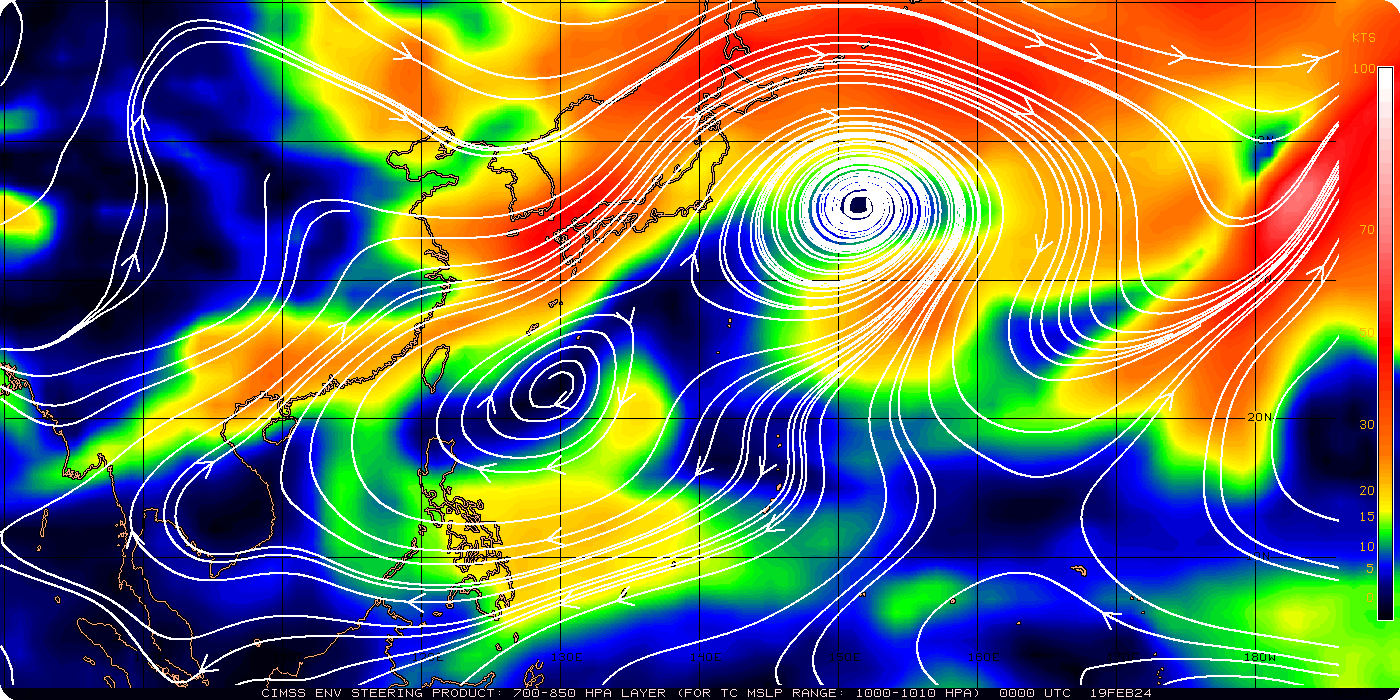 KTS
100
70
50
30
20
15
10
5
20N
130E
140E
150E
160E
180W
CIMSS ENV STEERING PRODUCT: 700-850 HPA LAYER (FOR TC MSLP RANGE: 1000-1010 HPA) 0000 UTC 19FEB24